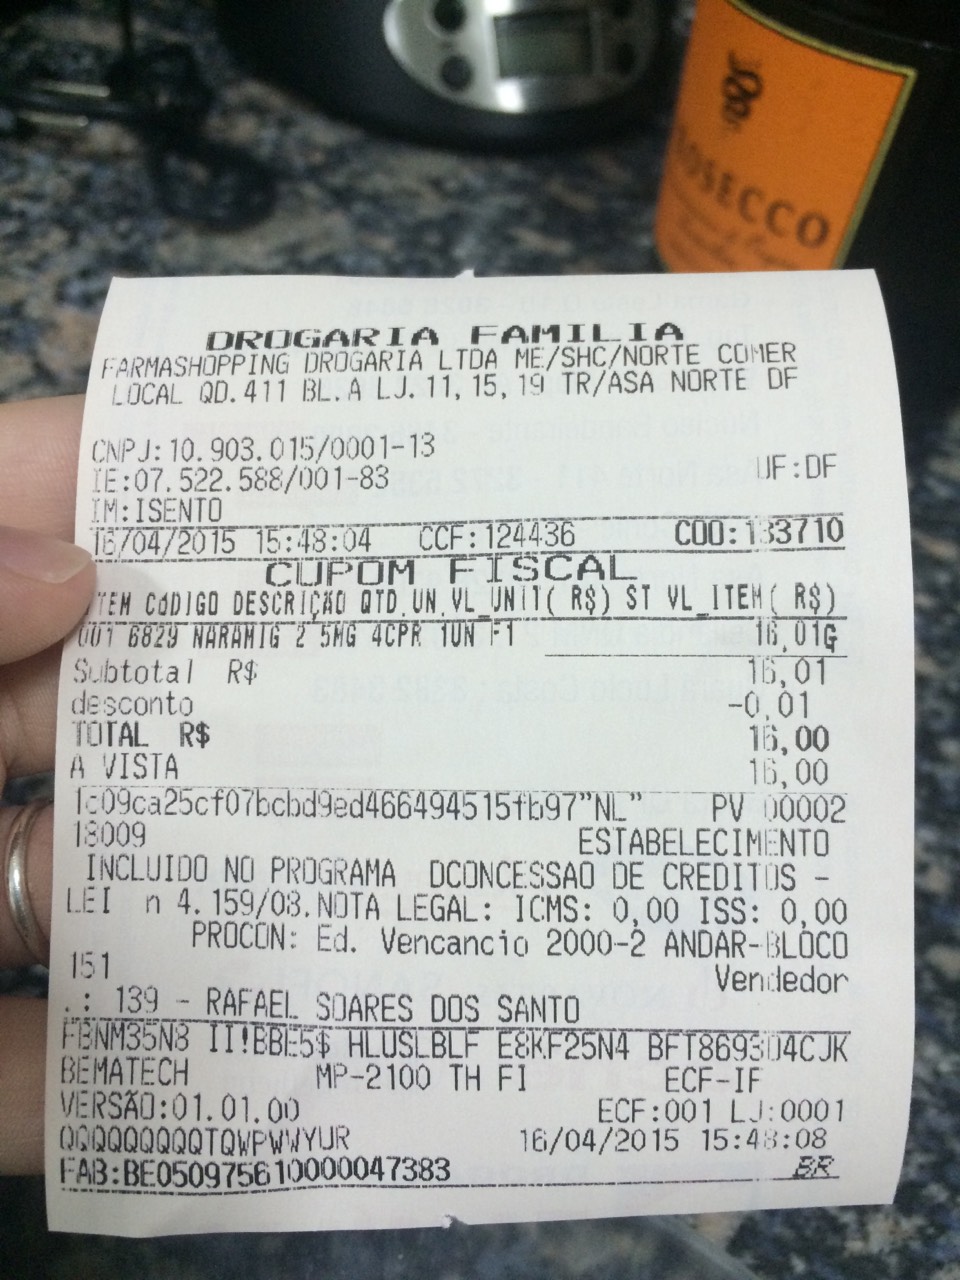 PROSECCO
DROGARIA FAMILIA
FARMASHOPPING DROGARIA LTDA ME/SHC/NORTE COMER
LOCAL QD.411 BL.A LJ.11,15,19 TR/ASA NORTE DF
CNPJ:10.903.015/0001-13
IE:07.522.588/001-83 UF:DF
IM:ISENTO
16/04/2015 15:48:04 CCF:124436 COO:133710
CUPOM FISCAL
ITEM CóDIGO DESCRIÇÃO QTD.UN.VL_UNIT( R$) ST VL_ITEM( R$)
001 6829 NARAMIG 2 5MG 4CPR 1UN F1 16,01G
Subtotal R$ 16,01
desconto -0,01
TOTAL R$ 16,00
A VISTA 16,00
1c09ca25cf07bcbd9ed466494515fb97"NL" PV 00002
18009 ESTABELECIMENTO
INCLUIDO NO PROGRAMA DCONCESSAO DE CREDITOS -
LEI n 4.159/08.NOTA LEGAL: ICMS: 0,00 ISS: 0,00
PROCON: Ed. Vencancio 2000-2 ANDAR-BLOCO
151 Vendedor
.: 139 - RAFAEL SOARES DOS SANTO
FBNM35N8 II!BBE5$ HLUSLBLF E8KF25N4 BFT869304CJK
BEMATECH MP-2100 TH FI ECF-IF
VERSÃO:01.01.00 ECF:001 LJ:0001
QQQQQQQQQTQWPWWYUR 16/04/2015 15:48:08
FAB:BE050975610000047383 BR